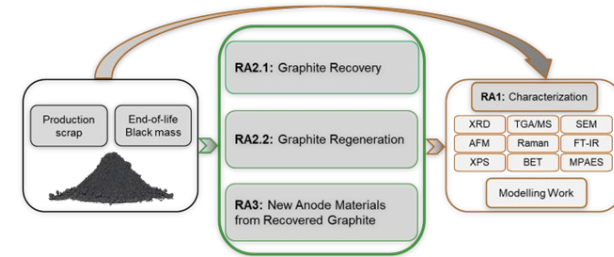 Production
scrap
End-of-life
Black mass
RA2.1: Graphite Recovery
RA2.2: Graphite Regeneration
RA3: New Anode Materials
from Recovered Graphite
RA1: Characterization
XRD TGA/MS SEM
AFM Raman FT-IR
XPS BET MPAES
Modelling Work